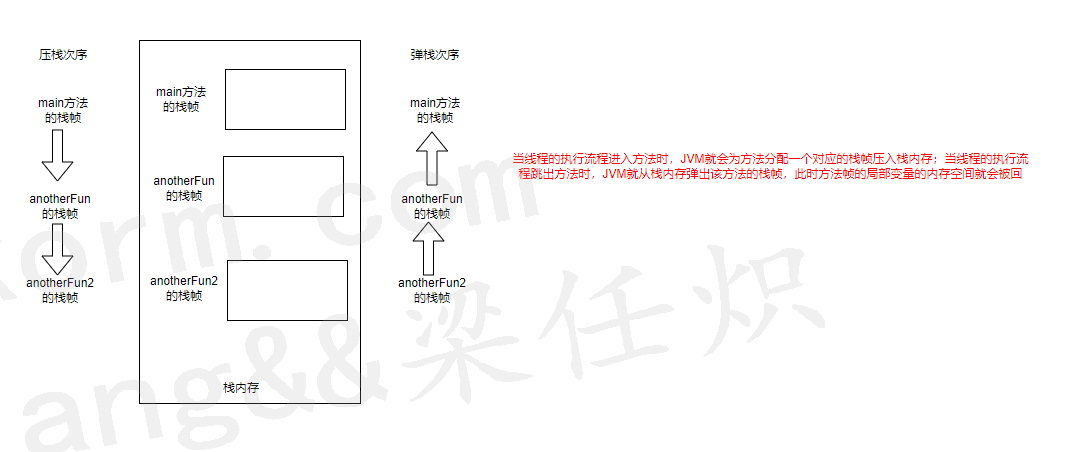 压栈次序
main方法
的栈帧
anotherFun
的栈帧
anotherFun2
的栈帧
main方法
的栈帧
anotherFun
的栈帧
anotherFun2
的栈帧
栈内存
弹栈次序
main方法
的栈帧
anotherFun
的栈帧
anotherFun2
的栈帧
当线程的执行流程进入方法时，JVM就会为方法分配一个对应的栈帧压入栈内存；当线程的执行流
程跳出方法时，JVM就从栈内存弹出该方法的栈帧，此时方法帧的局部变量的内存空间就会被回
korm.com
ang&&梁任炽